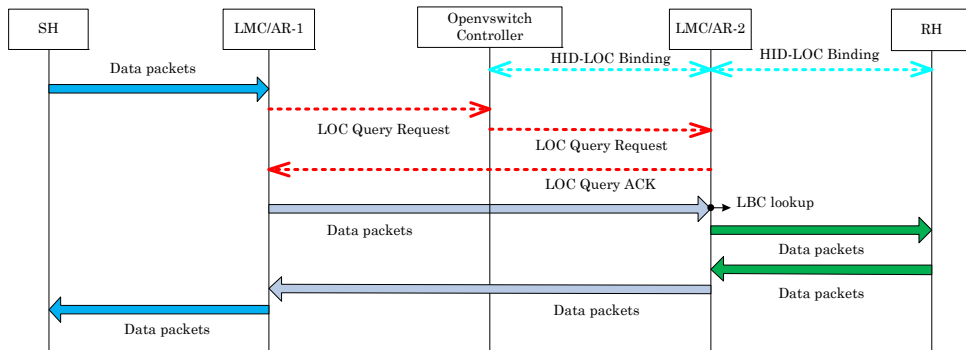 SH
LMC/AR-1
Openvswitch
Controller
LMC/AR-2
RH
HID-LOC Binding
HID-LOC Binding
Data packets
LOC Query Request
LOC Query Request
LOC Query ACK
LBC lookup
Data packets
Data packets
Data packets
Data packets
Data packets